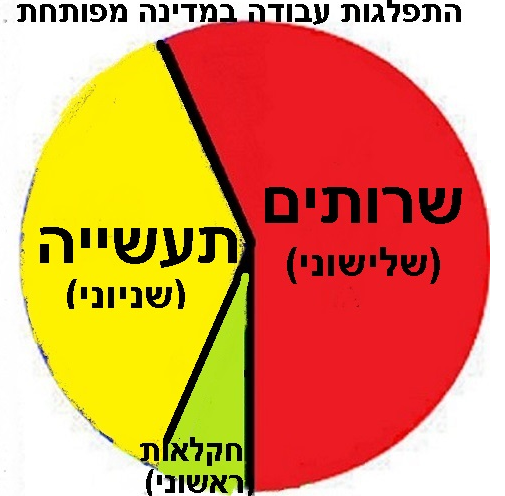 התפלגות עבודה במדינה מפותחת
שרותים
(שלישוני)
תעשייה
(שניוני)
חקלאות
(ראשוני)